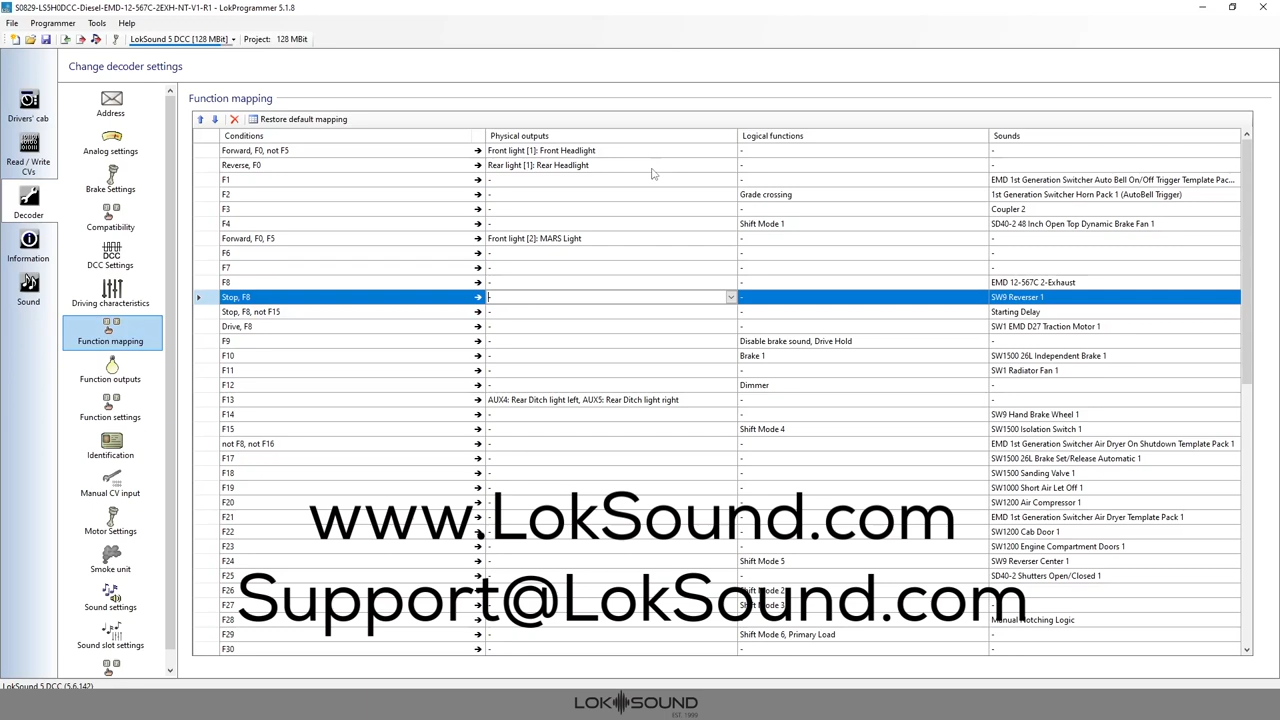 S0829-LS5H0DCC-Diesel-EMD-12-567C-2EXH-NT-V1-R1 - LokProgrammer 5.1.8
File Programmer Tools Help
LokSound 5 DCC [128 MBit] Project: 128 MBit
Change decoder settings
Drivers' cab
Read / Write
CVs
Decoder
Information
Sound
Address
Analog settings
Brake Settings
Compatibility
DCC
DCC Settings
Driving characteristics
Function mapping
Function outputs
Function settings
Identification
Manual CV input
Motor Settings
Smoke unit
Sound settings
Sound slot settings
Function mapping
Restore default mapping
Conditions Physical outputs Logical functions Sounds
Forward, F0, not F5 Front light [1]: Front Headlight - -
Reverse, F0 Rear light [1]: Rear Headlight - -
F1 - - EMD 1st Generation Switcher Auto Bell On/Off Trigger Template Pac...
F2 - Grade crossing 1st Generation Switcher Horn Pack 1 (AutoBell Trigger)
F3 - - Coupler 2
F4 - Shift Mode 1 SD40-2 48 Inch Open Top Dynamic Brake Fan 1
Forward, F0, F5 Front light [2]: MARS Light - -
F6 - - -
F7 - - -
F8 - - EMD 12-567C 2-Exhaust
Stop, F8 - - SW9 Reverser 1
Stop, F8, not F15 - - Starting Delay
Drive, F8 - - SW1 EMD D27 Traction Motor 1
F9 - Disable brake sound, Drive Hold -
F10 - Brake 1 SW1500 26L Independent Brake 1
F11 - - SW1 Radiator Fan 1
F12 - Dimmer -
F13 AUX4: Rear Ditch light left, AUX5: Rear Ditch light right - -
F14 - - SW9 Hand Brake Wheel 1
F15 - Shift Mode 4 SW1500 Isolation Switch 1
not F8, not F16 - - EMD 1st Generation Switcher Air Dryer On Shutdown Template Pack 1
F17 - - SW1500 26L Brake Set/Release Automatic 1
F18 - - SW1500 Sanding Valve 1
F19 - - SW1000 Short Air Let Off 1
F20 - - SW1200 Air Compressor 1
F21 - - EMD 1st Generation Switcher Air Dryer Template Pack 1
F22 - - SW1200 Cab Door 1
F23 - - SW1200 Engine Compartment Doors 1
F24 - Shift Mode 5 SW9 Reverser Center 1
F25 - - SD40-2 Shutters Open/Closed 1
F26 - Shift Mode 2 -
F27 - Shift Mode 3 -
F28 - - Manual Notching Logic
F29 - Shift Mode 6, Primary Load -
F30 - - -
www.LokSound.com
Support@LokSound.com
LokSound 5 DCC (5.6.142)
LOKSOUND
EST. 1999